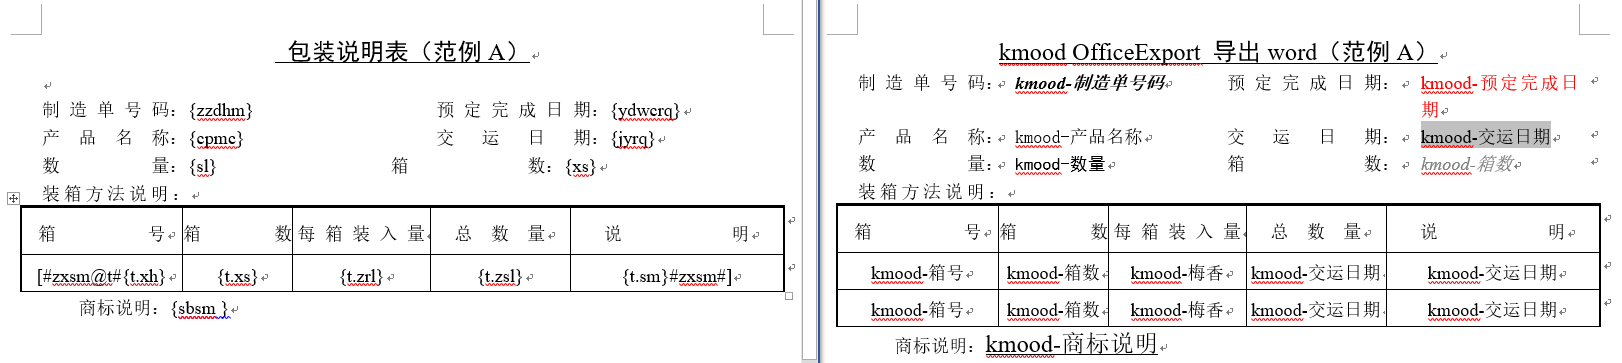 包装说明表（范例 A）
制造单号码：{zzdhm} 预定完成日期：{ydwcrq}
产品名称：{cpmc} 交运日期：{jyrq}
数量：{sl} 箱数：{xs}
装箱方法说明：
箱号 箱数 每箱装入量 总数量 说明
[#zxsm@t#{t.xh} {t.xs} {t.zrl} {t.zsl} {t.sm}#zxsm#]
商标说明：{sbsm }
kmood OfficeExport 导出 word（范例 A）
制造单号码： kmood-制造单号码 预定完成日期： kmood-预定完成日
期
产品名称： kmood-产品名称 交运日期： kmood-交运日期
数量： kmood-数量 箱数： kmood-箱数
装箱方法说明：
箱号 箱数 每箱装入量 总数量 说明
kmood-箱号 kmood-箱数 kmood-梅香 kmood-交运日期 kmood-交运日期
kmood-箱号 kmood-箱数 kmood-梅香 kmood-交运日期 kmood-交运日期
商标说明：kmood-商标说明